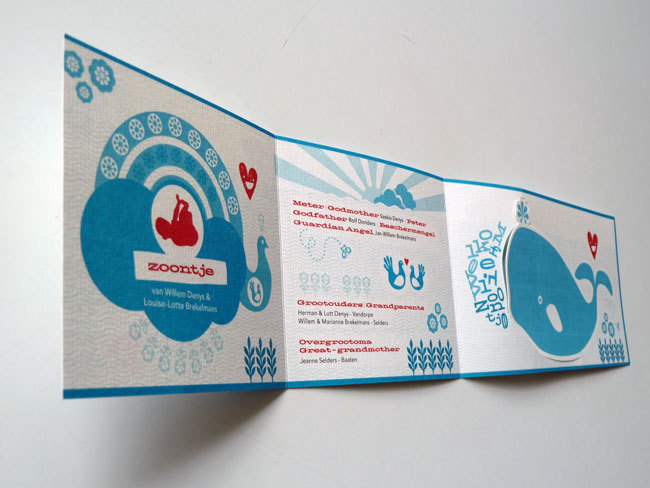 zoontje
van Willem Denys &
Louise-Lotte Brekelmans
Meter Godmother Saskia Denys Peter
Godfather Rolf Donders Beschermengel
Guardian Angel Jan-Willem Brekelmans
Grootouders Grandparents
Herman & Lutt Denys - Vandorpe
Willem & Marianne Brekelmans - Selders
Overgrootoma
Great-grandmother
Jeanne Selders - Baaten